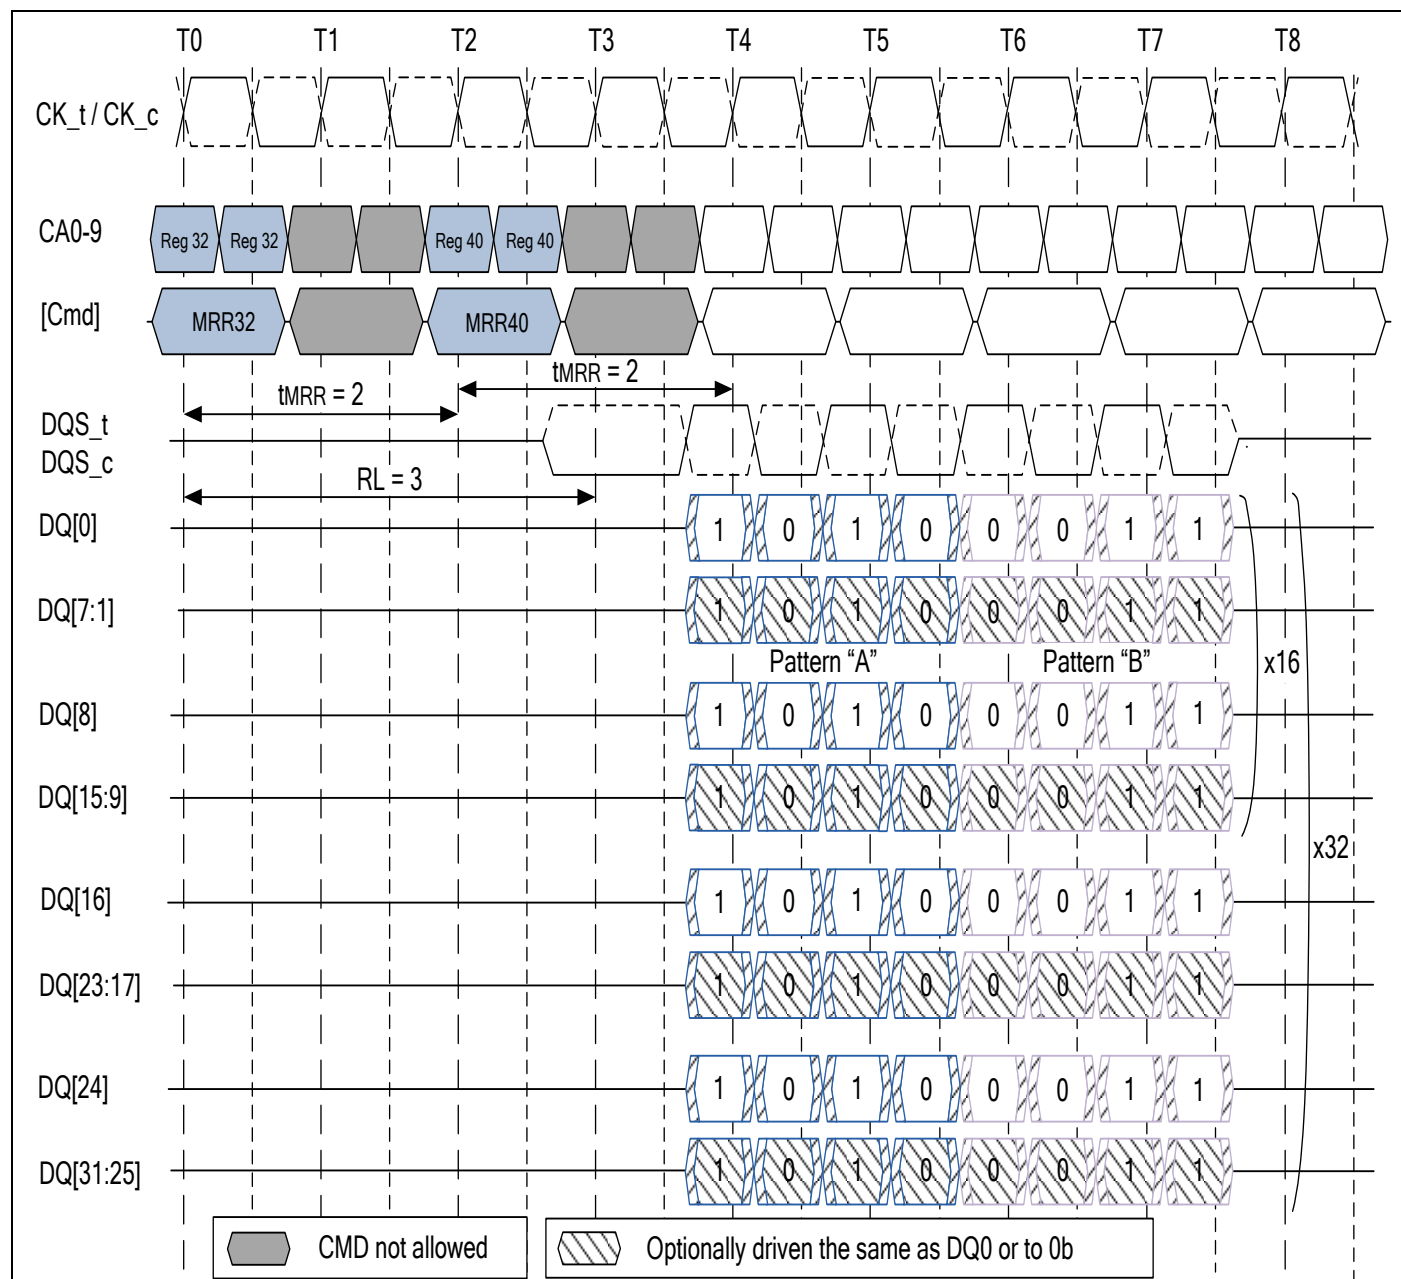 T0 T1 T2 T3 T4 T5 T6 T7 T8
CK_t / CK_c
CA0-9 Reg 32 Reg 32 Reg 40 Reg 40
[Cmd] MRR32 MRR40
tMRR = 2
tMRR = 2
DQS_t
DQS_c
RL = 3
DQ[0] 1 0 1 0 0 0 1 1
DQ[7:1] 1 0 1 0 0 0 1 1
Pattern “A” Pattern “B” x16
DQ[8] 1 0 1 0 0 0 1 1
DQ[15:9] 1 0 1 0 0 0 1 1
x32
DQ[16] 1 0 1 0 0 0 1 1
DQ[23:17] 1 0 1 0 0 0 1 1
DQ[24] 1 0 1 0 0 0 1 1
DQ[31:25] 1 0 1 0 0 0 1 1
CMD not allowed Optionally driven the same as DQ0 or to 0b